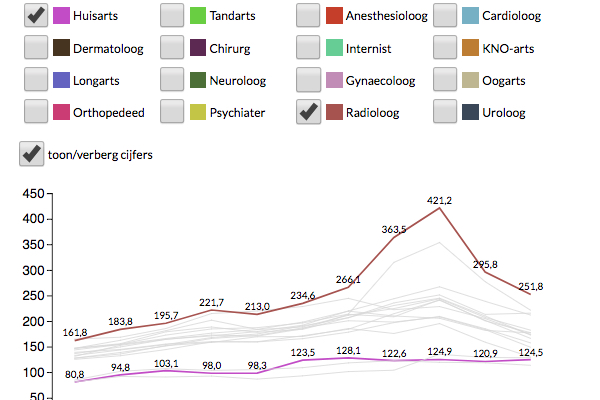 Huisarts Tandarts Anesthesioloog Cardioloog
Dermatoloog Chirurg Internist KNO-arts
Longarts Neuroloog Gynaecoloog Oogarts
Orthopedeed Psychiater Radioloog Uroloog
toon/verberg cijfers
450
421,2
400
363,5
350
300
295,8
266,1
250
251,8
234,6
221,7
213,0
200
195,7
183,8
161,8
150
123,5 128,1 122,6 124,9 120,9 124,5
100
80,8 94,8 103,1 98,0 98,3
50